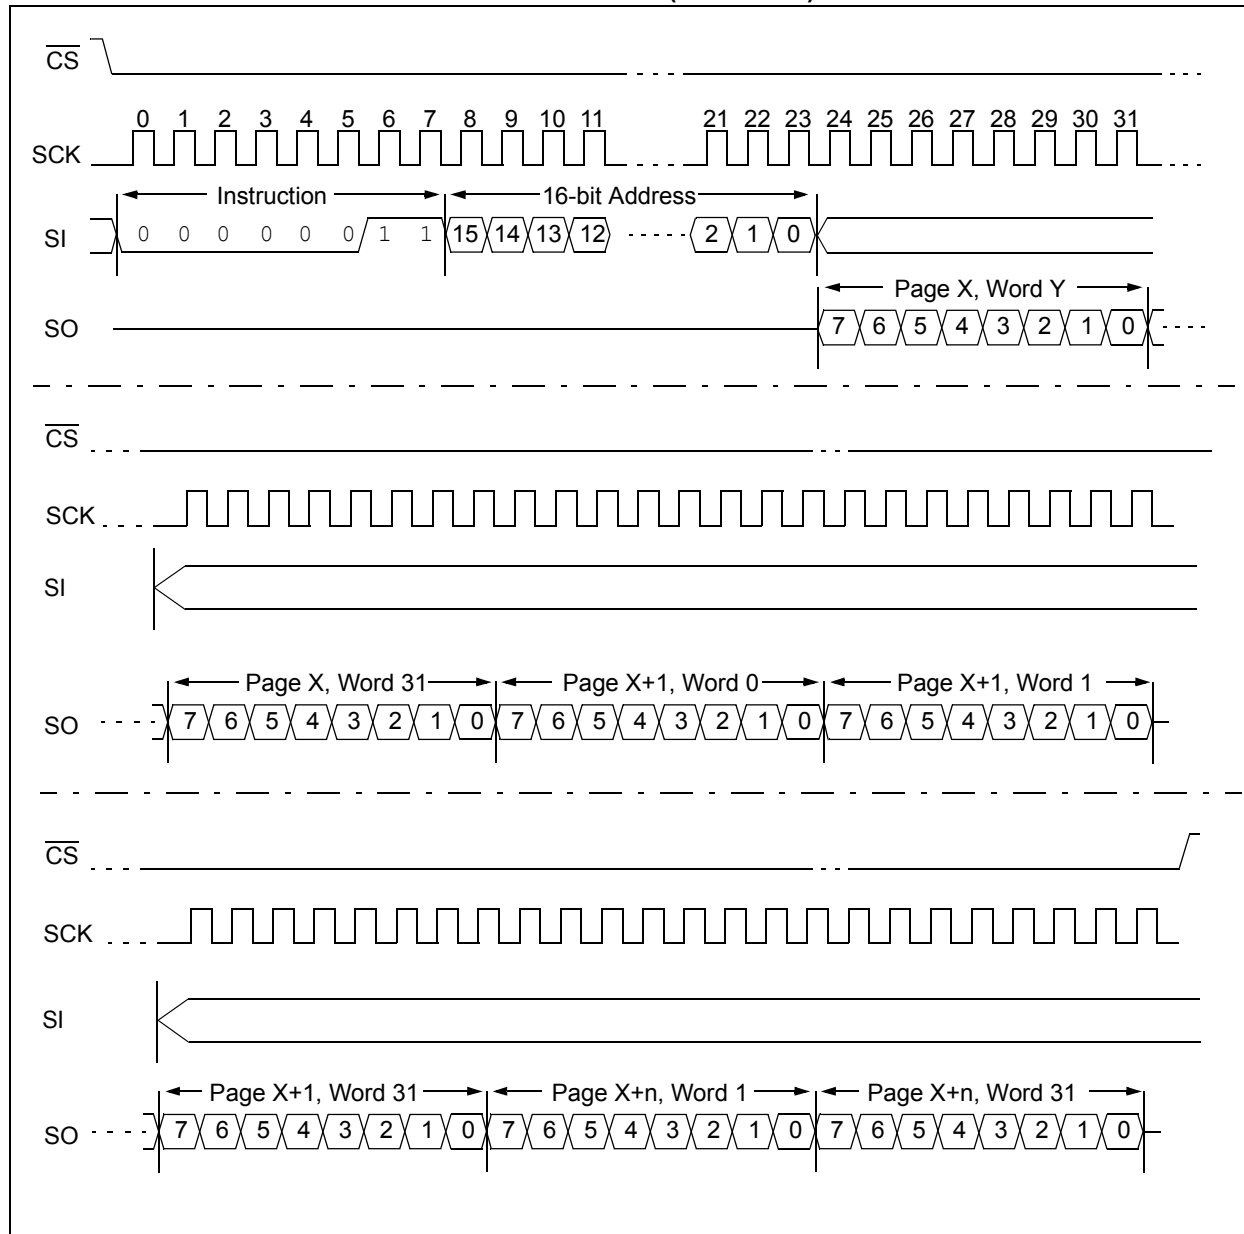 CS
0 1 2 3 4 5 6 7 8 9 10 11 21 22 23 24 25 26 27 28 29 30 31
SCK
Instruction 16-bit Address
SI 0 0 0 0 0 0 1 1 15 14 13 12 2 1 0
Page X, Word Y
SO 7 6 5 4 3 2 1 0
CS
SCK
SI
Page X, Word 31 Page X+1, Word 0 Page X+1, Word 1
SO 7 6 5 4 3 2 1 0 7 6 5 4 3 2 1 0 7 6 5 4 3 2 1 0
CS
SCK
SI
Page X+1, Word 31 Page X+n, Word 1 Page X+n, Word 31
SO 7 6 5 4 3 2 1 0 7 6 5 4 3 2 1 0 7 6 5 4 3 2 1 0